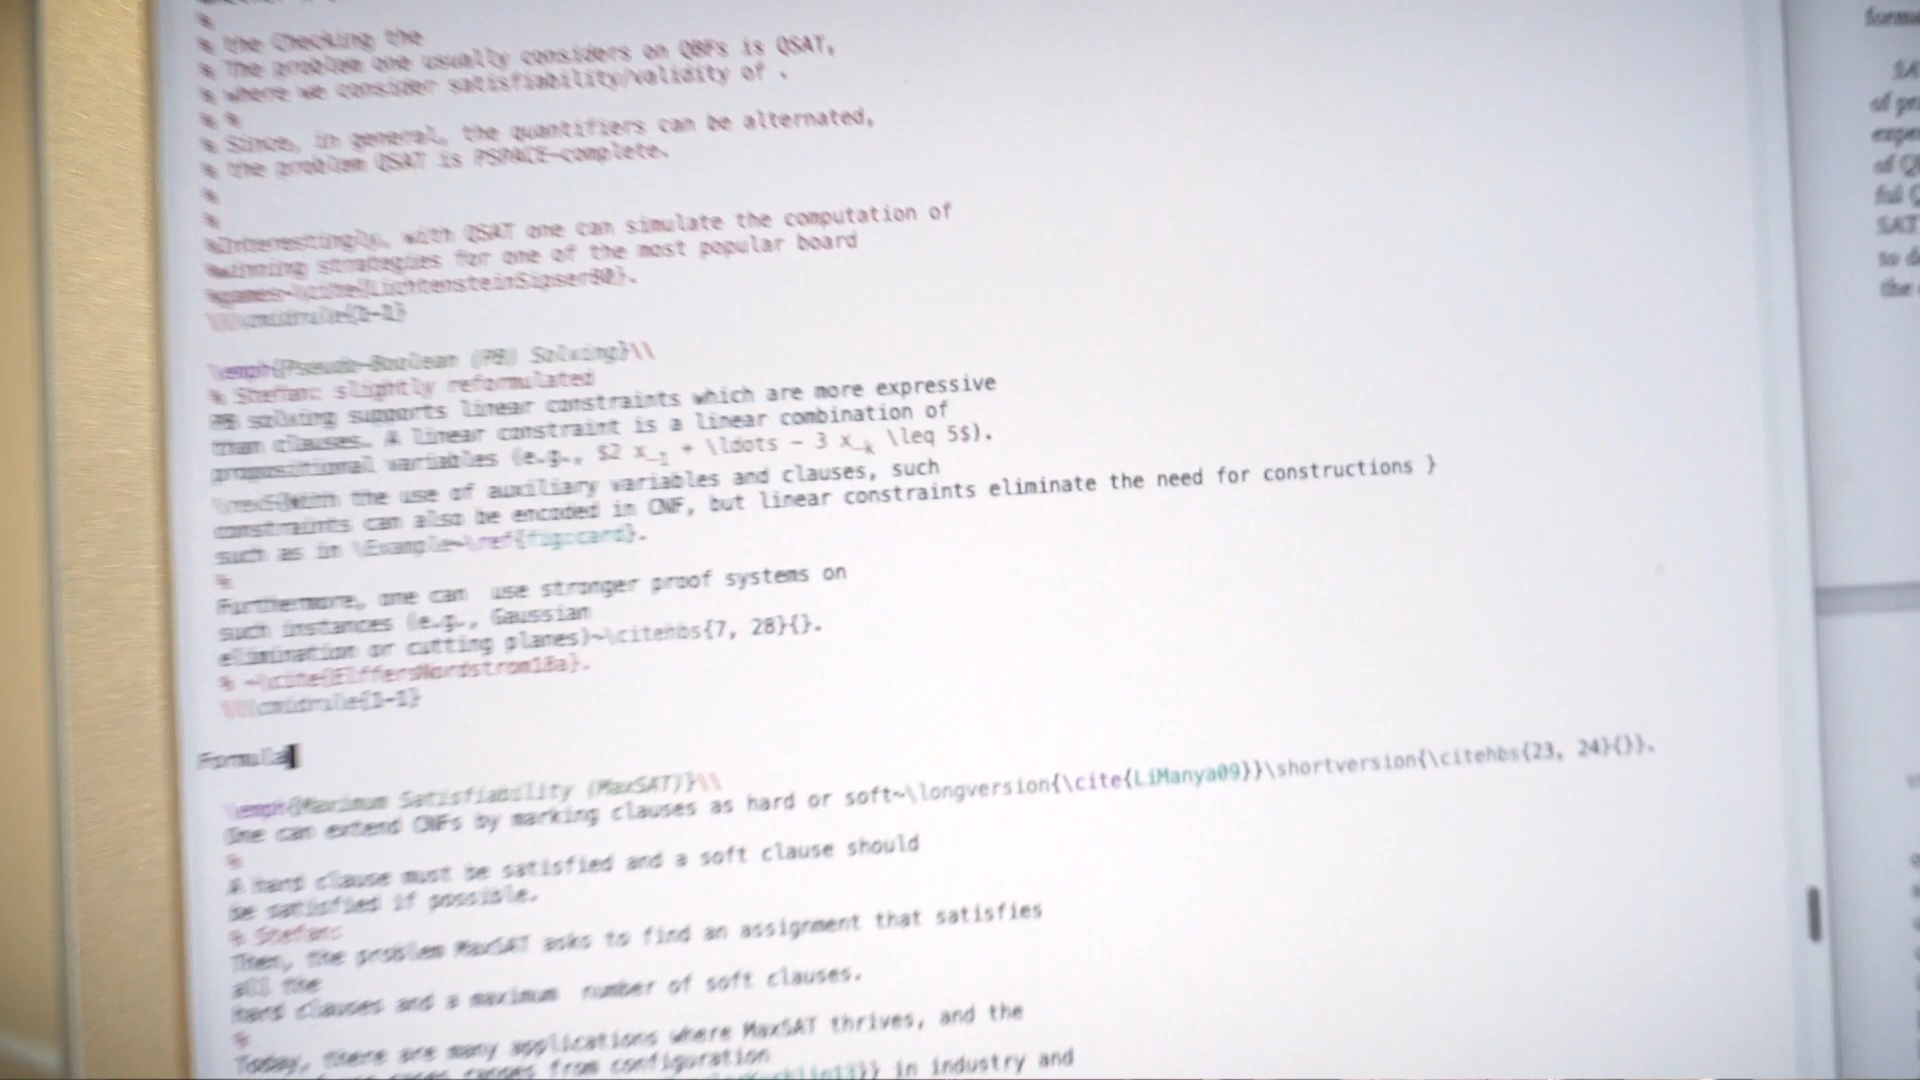 %
% the Checking the
% The problem one usually considers on QBFs is QSAT,
% where we consider satisfiability/validity of .
% %
% Since, in general, the quantifiers can be alternated,
% the problem QSAT is PSPACE-complete.
%
%
%Interestingly, with QSAT one can simulate the computation of
%winning strategies for one of the most popular board
%games~\cite{LichtensteinSipser80}.
\\\cmidrule{1-1}
\emph{Pseudo-Boolean (PB) Solving}\\
% Stefan: slightly reformulated
PB solving supports linear constraints which are more expressive
than clauses. A linear constraint is a linear combination of
propositional variables (e.g., $2 x_1 + \ldots - 3 x_k \leq 5$).
with the use of auxiliary variables and clauses, such
constraints can also be encoded in CNF, but linear constraints eliminate the need for constructions }
such as in \Example~\ref{fig:card}.
%
Furthermore, one can use stronger proof systems on
such instances (e.g., Gaussian
elimination or cutting planes)~\citehbs{7, 28}{}.
% ~\cite{ElffersNordstrom18a}.
\\\cmidrule{1-1}
Formula
\emph{Maximum Satisfiability (MaxSAT)}\\
One can extend CNFs by marking clauses as hard or soft~\longversion{\cite{LiManya09}}\shortversion{\citehbs{23, 24}{}}.
%
A hard clause must be satisfied and a soft clause should
be satisfied if possible.
% Stefan:
Then, the problem MaxSAT asks to find an assignment that satisfies
all the
hard clauses and a maximum number of soft clauses.
%
Today, there are many applications where MaxSAT thrives, and the
ranges from configuration
}} in industry and
SAT
of
of
SAT
to
the